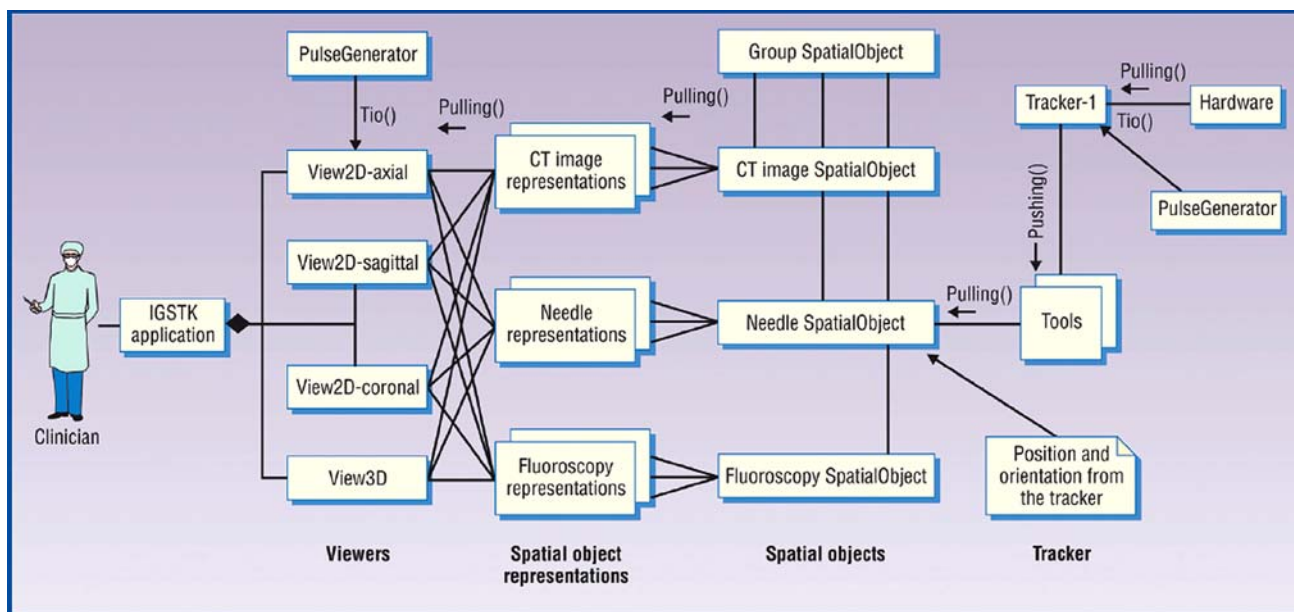 PulseGenerator
Tio()
Pulling()
Pulling()
Group SpatialObject
Pulling()
Tracker-1
Hardware
Tio()
PulseGenerator
Pushing()
View2D-axial
View2D-sagittal
View2D-coronal
View3D
CT image
representations
CT image SpatialObject
Needle
representations
Needle SpatialObject
Pulling()
Tools
Fluoroscopy
representations
Fluoroscopy SpatialObject
Position and
orientation from
the tracker
IGSTK
application
Clinician
Viewers
Spatial object
representations
Spatial objects
Tracker